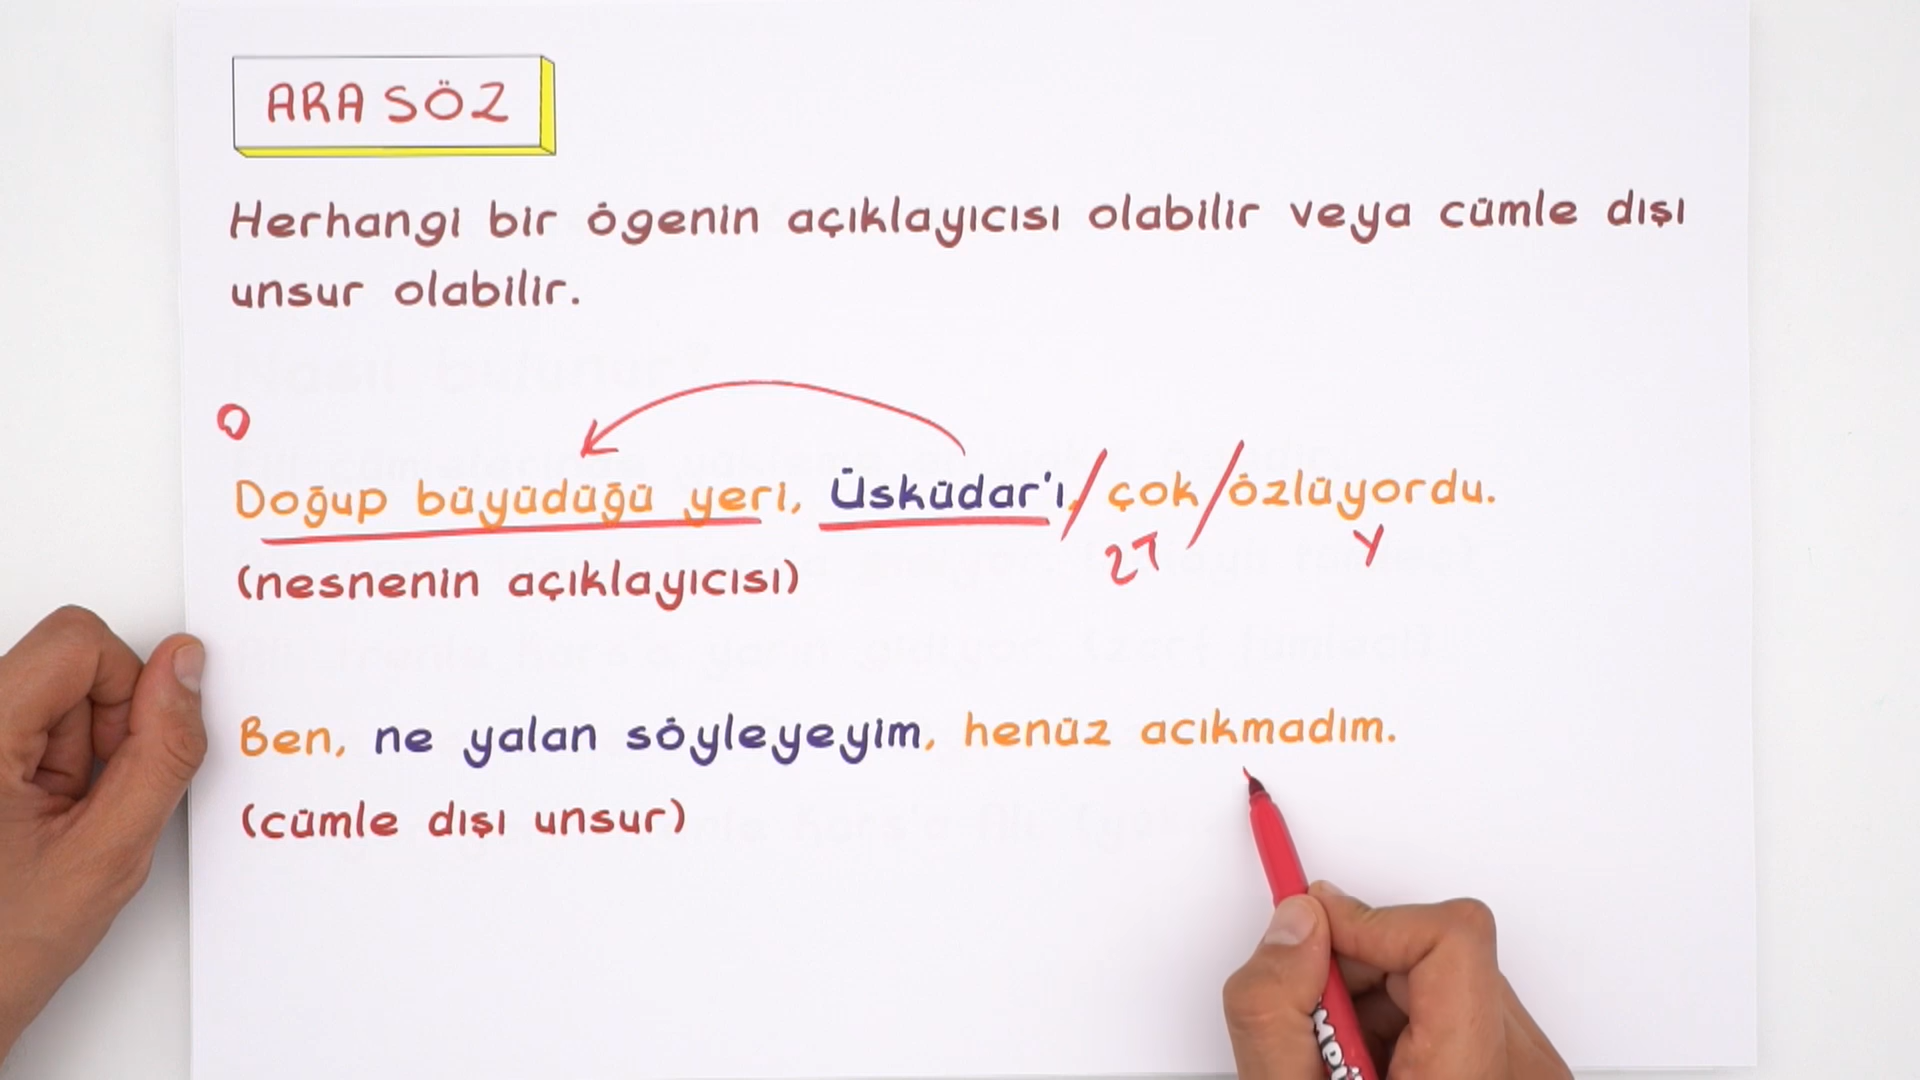 ARA SÖZ
Herhangi bir ögenin açıklayıcısı olabilir veya cümle dışı
unsur olabilir.
O
Doğup büyüdüğü yeri, Üsküdar'ı, / çok / özlüyordu.
ZT Y
(nesnenin açıklayıcısı)
Ben, ne yalan söyleyeyim, henüz acıkmadım.
(cümle dışı unsur)